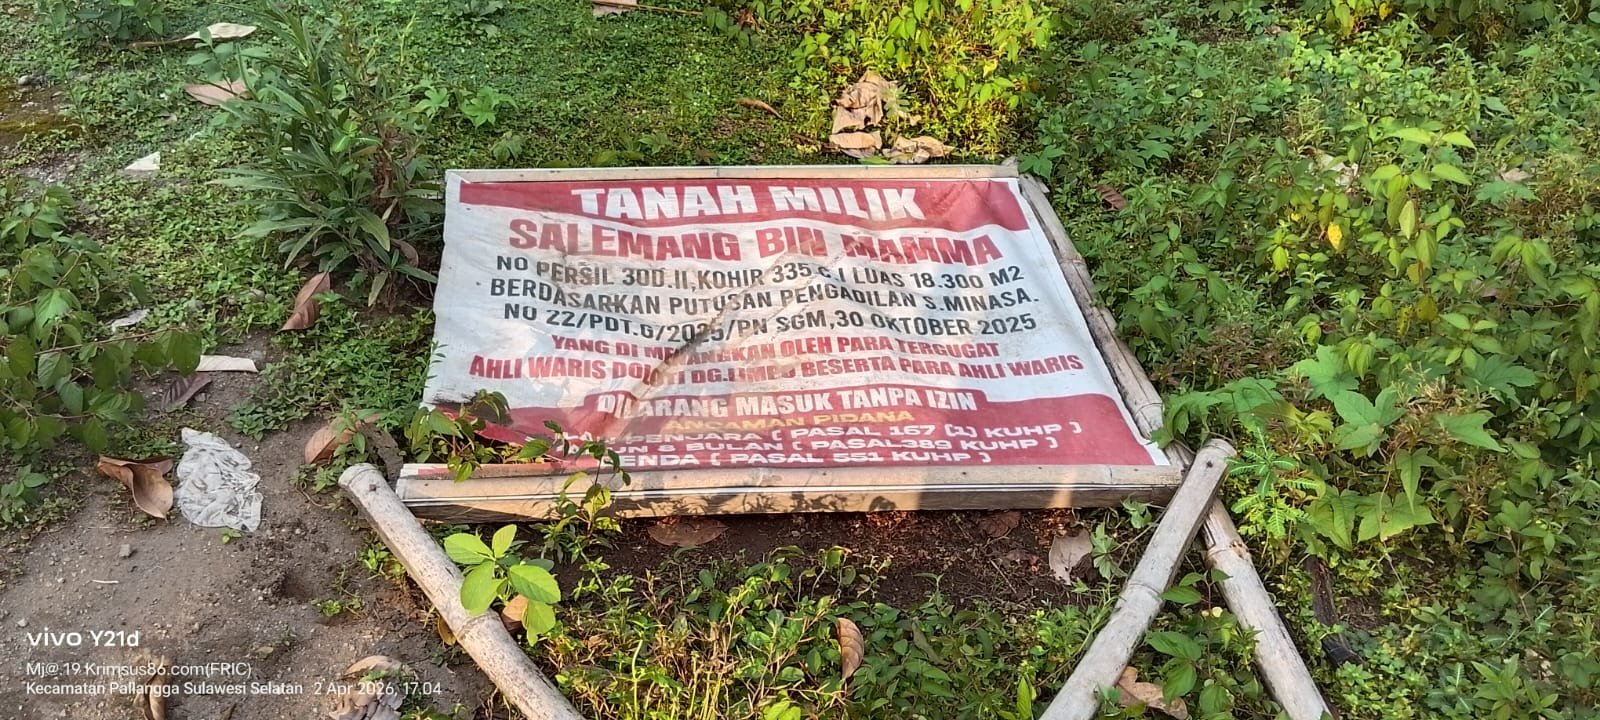 TANAH MILIK
SALEMANG BIN MAMMA
NO PERSIL 30D.II,KOHIR 335 C.I LUAS 18.300 M2
BERDASARKAN PUTUSAN PENGADILAN S.MINASA.
NO 22/PDT.G/2025/PN SGM,30 OKTOBER 2025
YANG DI MENANGKAN OLEH PARA TERGUGAT
AHLI WARIS DG.LIMBO BESERTA PARA AHLI WARIS
DILARANG MASUK TANPA IZIN
ANCAMAN PIDANA
PENJARA ( PASAL 167 (1) KUHP )
8 BULAN ( PASAL389 KUHP )
DENDA ( PASAL 551 KUHP )
vivo Y21d
Mj@.19 Krimsus86.com(FRIC)
Kecamatan Pallangga Sulawesi Selatan 2 Apr 2026, 17.04